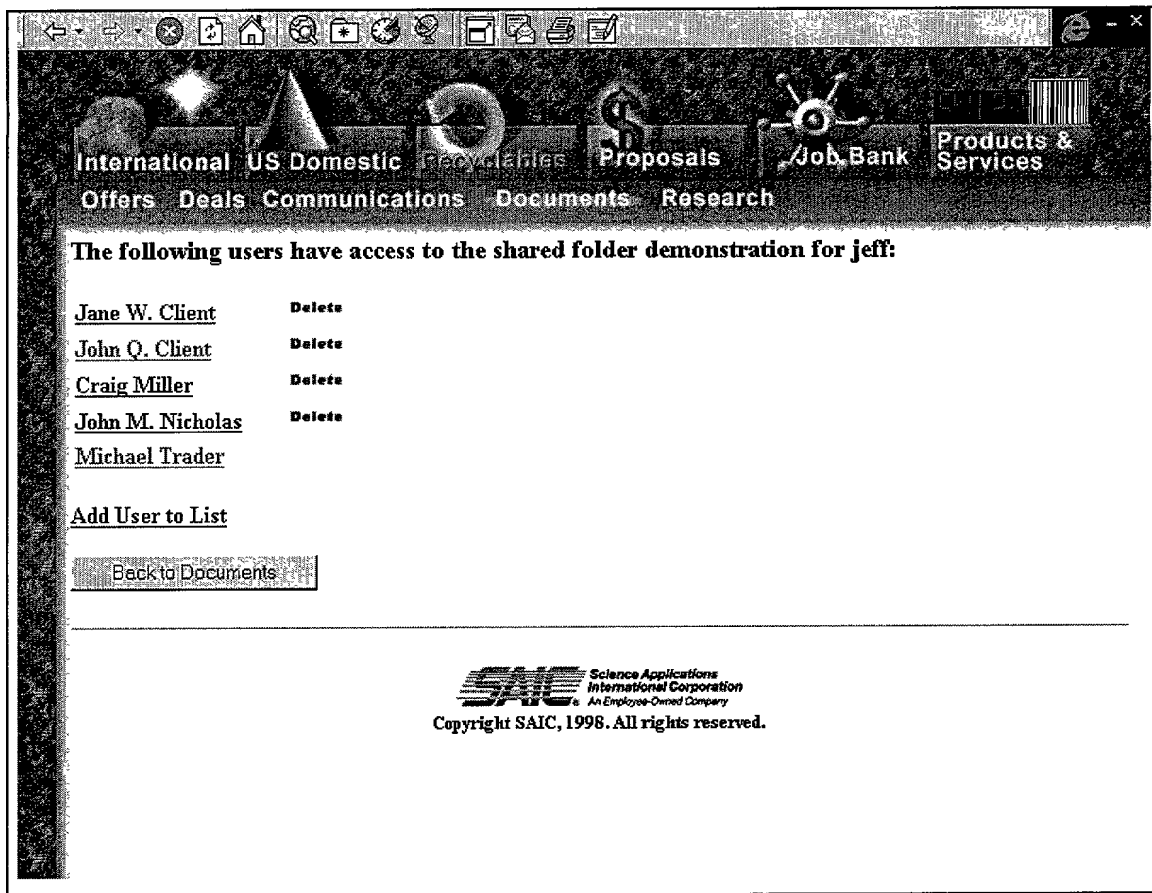 International US Domestic Recyclables Proposals Job Bank Products & Services
Offers Deals Communications Documents Research
The following users have access to the shared folder demonstration for jeff:
Jane W. Client Delete
John Q. Client Delete
Craig Miller Delete
John M. Nicholas Delete
Michael Trader
Add User to List
Back to Documents
SAIC Science Applications
International Corporation
An Employee-Owned Company
Copyright SAIC, 1998. All rights reserved.